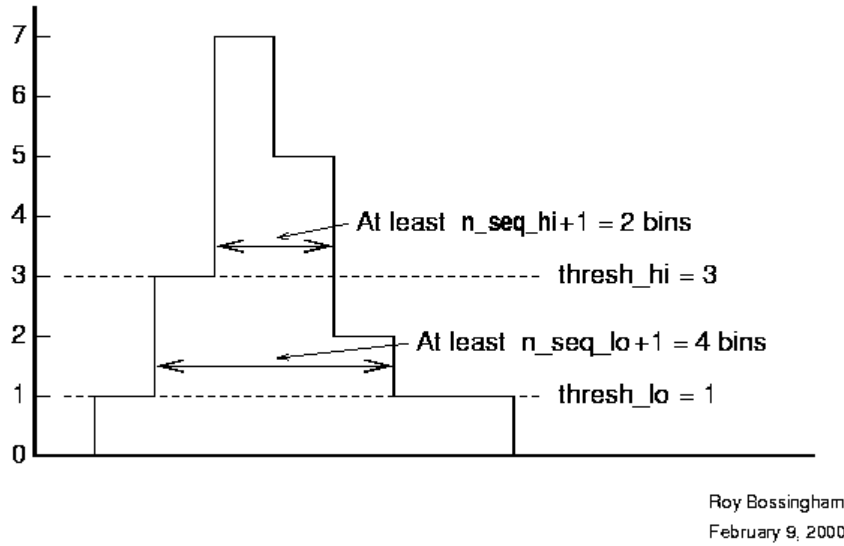 7
6
5
4
At least n_seq_hi+1 = 2 bins
3
thresh_hi = 3
2
At least n_seq_lo+1 = 4 bins
1
thresh_lo = 1
0
Roy Bossingham
February 9, 2000